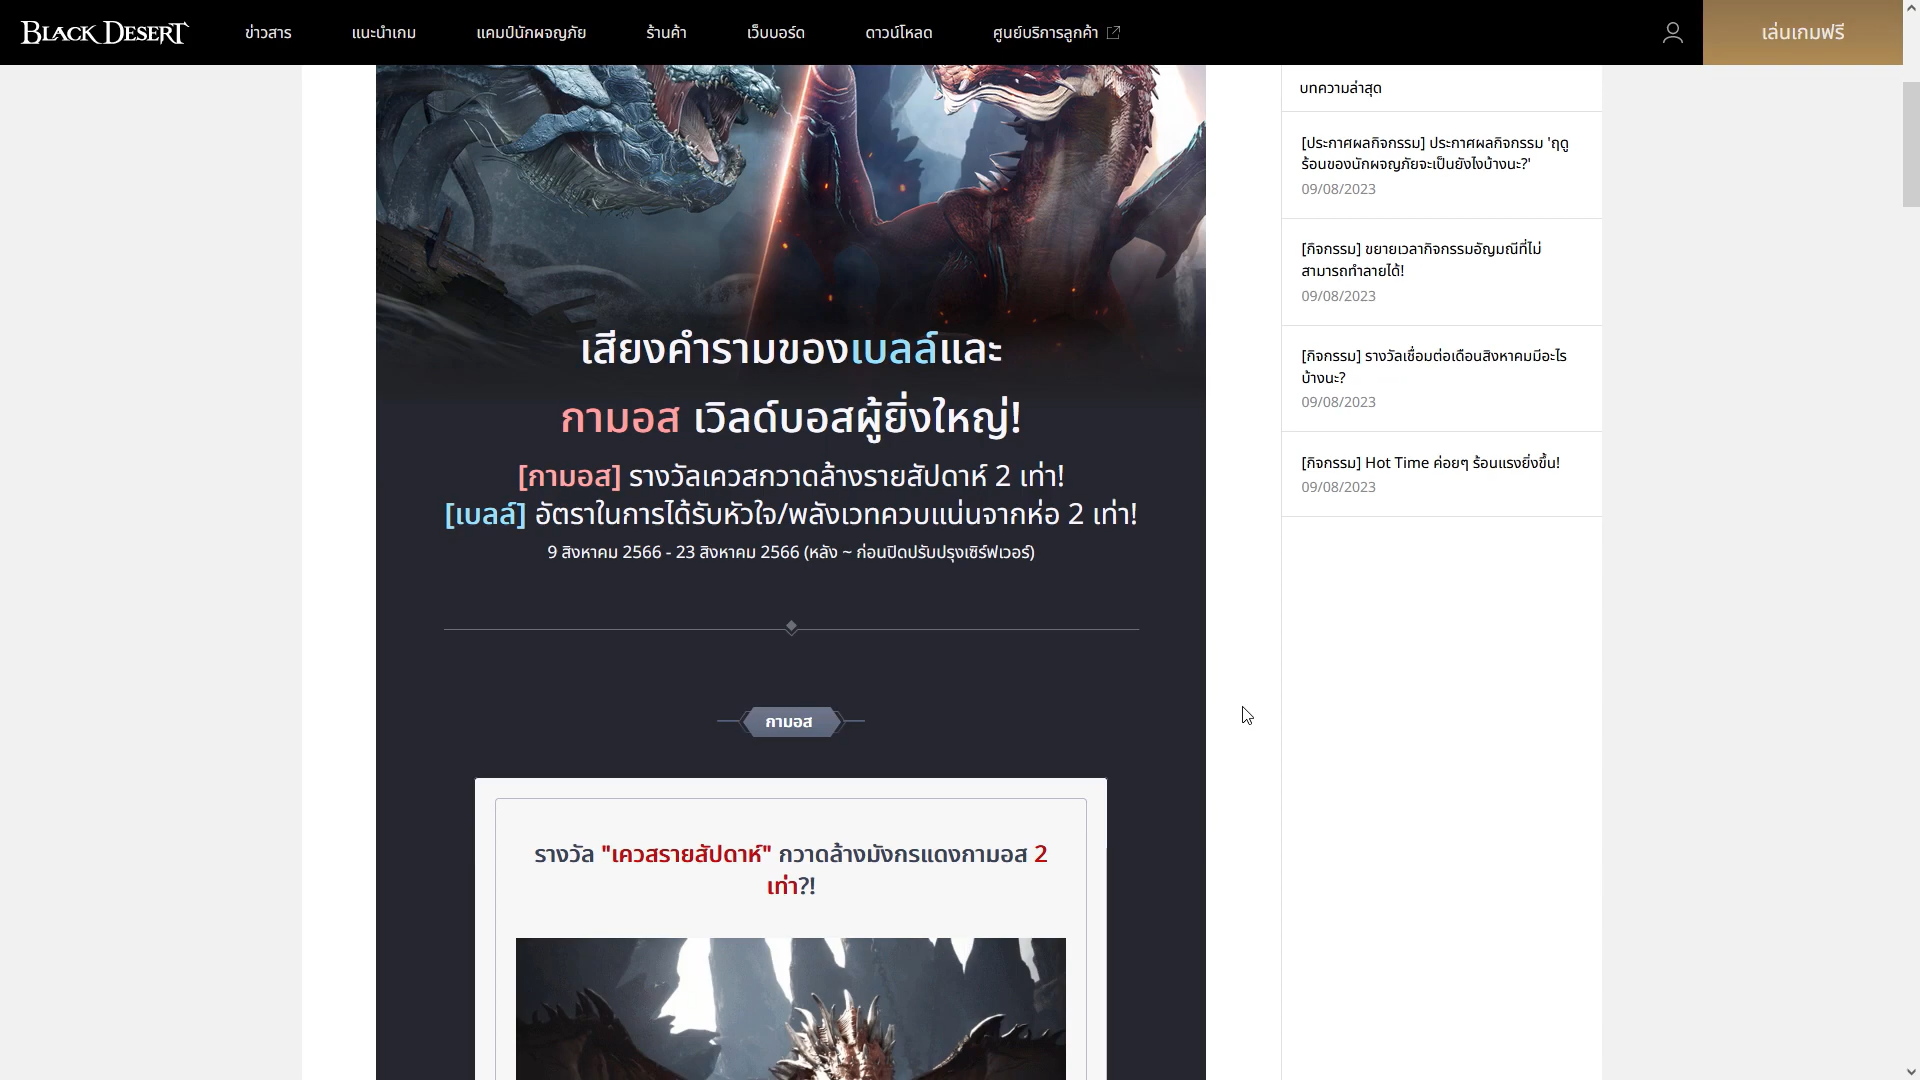 BLACK DESERT
ข่าวสาร
แนะนำเกม
แคมป์นักผจญภัย
ร้านค้า
เว็บบอร์ด
ดาวน์โหลด
ศูนย์บริการลูกค้า
เล่นเกมฟรี
เสียงคำรามของเบลล์และ
กามอส เวิลด์บอสผู้ยิ่งใหญ่!
[กามอส] รางวัลเควสกวาดล้างรายสัปดาห์ 2 เท่า!
[เบลล์] อัตราในการได้รับหัวใจ/พลังเวทควบแน่นจากห่อ 2 เท่า!
9 สิงหาคม 2566 - 23 สิงหาคม 2566 (หลัง ~ ก่อนปิดปรับปรุงเซิร์ฟเวอร์)
กามอส
รางวัล "เควสรายสัปดาห์" กวาดล้างมังกรแดงกามอส 2
เท่า?!
บทความล่าสุด
[ประกาศผลกิจกรรม] ประกาศผลกิจกรรม 'ฤดู
ร้อนของนักผจญภัยจะเป็นยังไงบ้างนะ?'
09/08/2023
[กิจกรรม] ขยายเวลากิจกรรมอัญมณีที่ไม่
สามารถทำลายได้!
09/08/2023
[กิจกรรม] รางวัลเชื่อมต่อเดือนสิงหาคมมีอะไร
บ้างนะ?
09/08/2023
[กิจกรรม] Hot Time ค่อยๆ ร้อนแรงยิ่งขึ้น!
09/08/2023